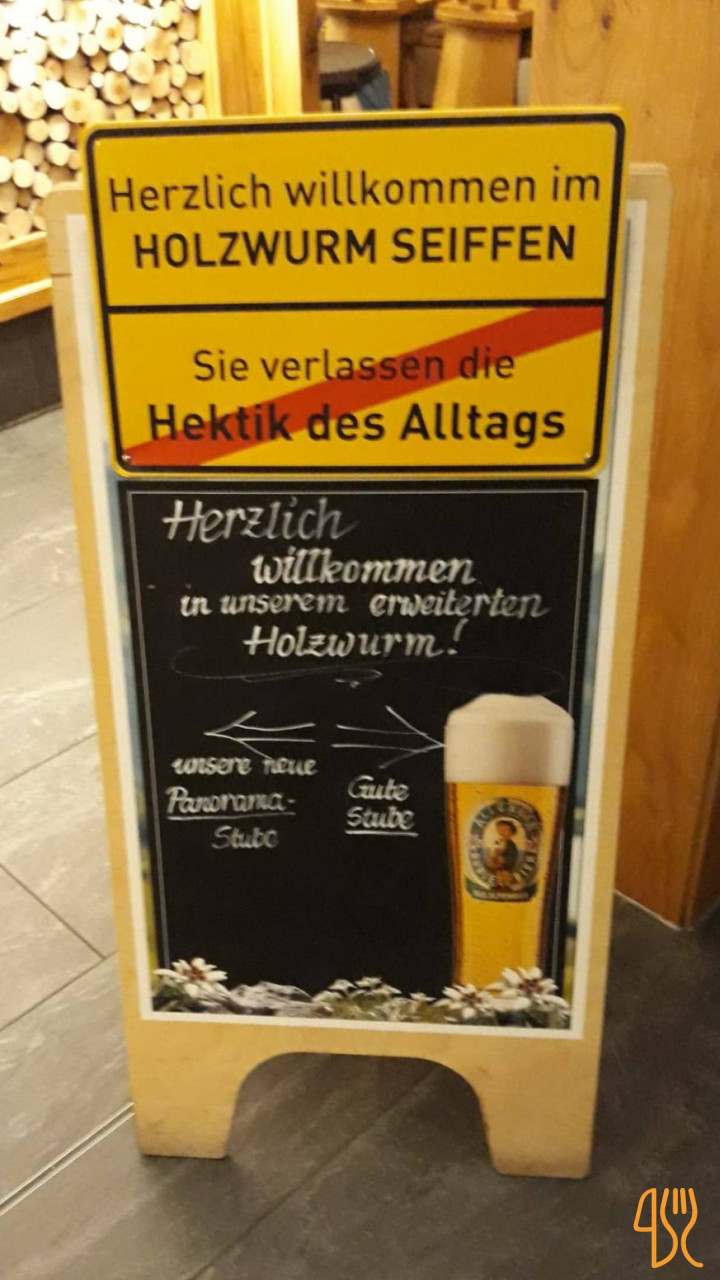 Herzlich willkommen im
HOLZWURM SEIFFEN
Sie verlassen die
Hektik des Alltags
Herzlich
willkommen
in unserem erweiterten
Holzwurm!
unsere neue
Panorama-
Stube
Gute
Stube